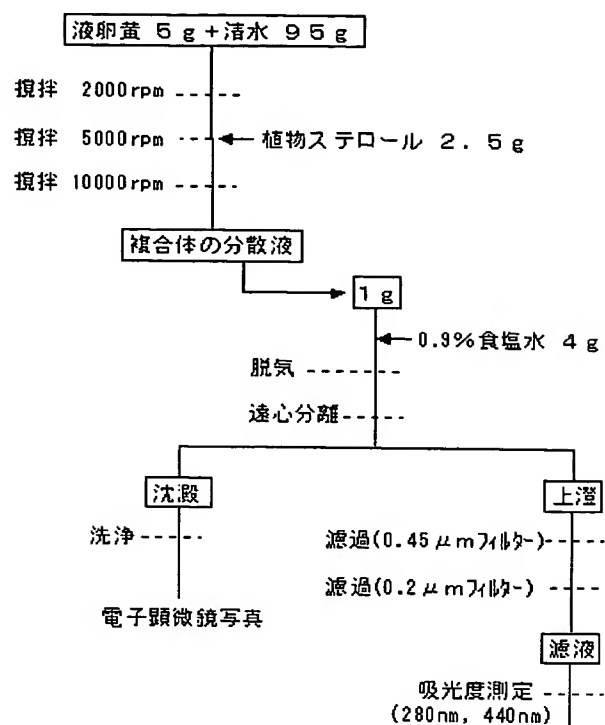 液卵黄 5g+清水 95g
撹拌 2000rpm
撹拌 5000rpm
植物ステロール 2.5g
撹拌 10000rpm
複合体の分散液
1g
0.9%食塩水 4g
脱気
遠心分離
沈澱
上澄
洗浄
濾過(0.45μmフィルター)
濾過(0.2μmフィルター)
電子顕微鏡写真
濾液
吸光度測定
(280nm, 440nm)